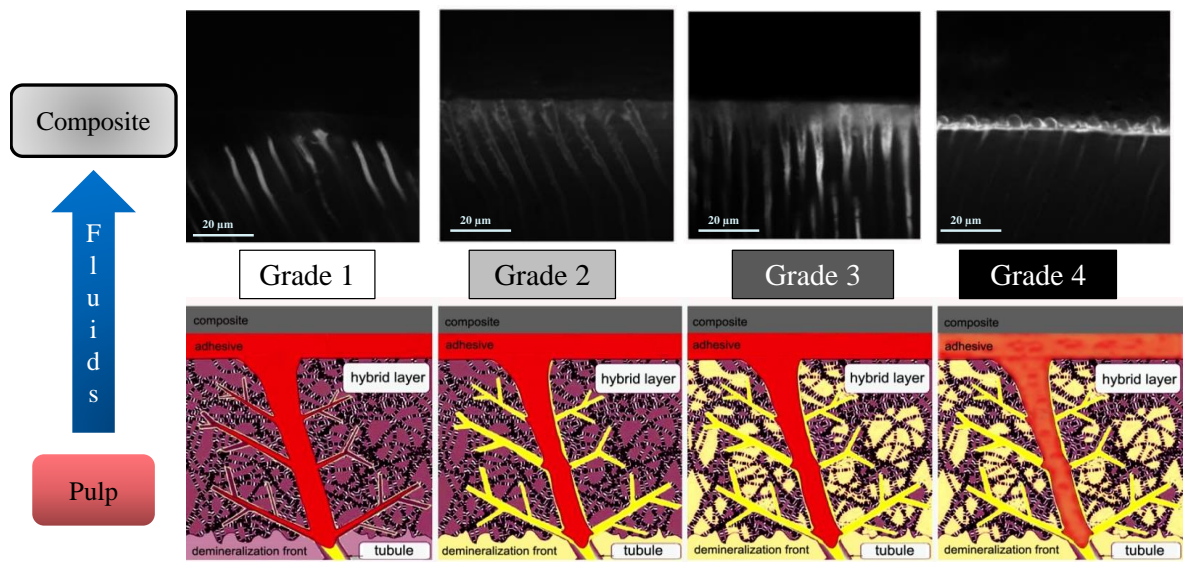 Composite
Fluids
Pulp
20 µm
20 µm
20 µm
20 µm
Grade 1
Grade 2
Grade 3
Grade 4
composite
adhesive
hybrid layer
demineralization front
tubule
composite
adhesive
hybrid layer
demineralization front
tubule
composite
adhesive
hybrid layer
demineralization front
tubule
composite
adhesive
hybrid layer
demineralization front
tubule